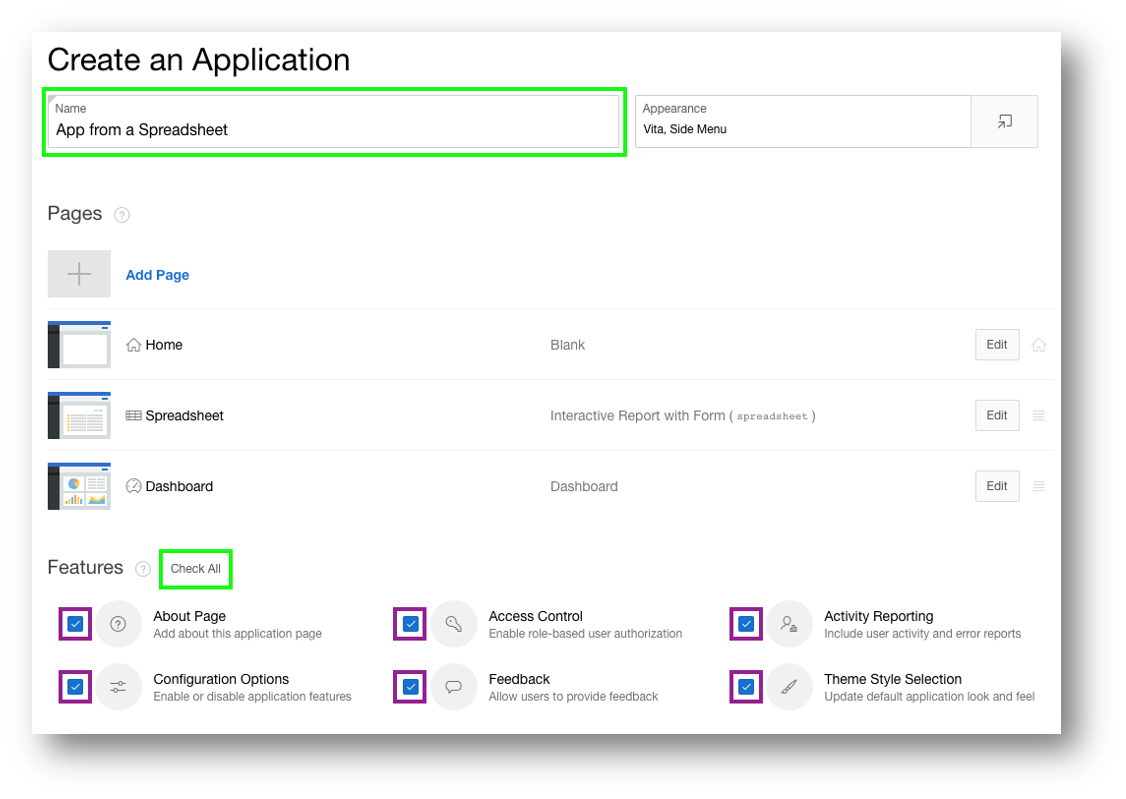 Create an Application
Name
App from a Spreadsheet
Appearance
Vita, Side Menu
Pages ?
Add Page
Home Blank Edit
Spreadsheet Interactive Report with Form ( spreadsheet ) Edit
Dashboard Dashboard Edit
Features ? Check All
About Page
Add about this application page
Access Control
Enable role-based user authorization
Activity Reporting
Include user activity and error reports
Configuration Options
Enable or disable application features
Feedback
Allow users to provide feedback
Theme Style Selection
Update default application look and feel